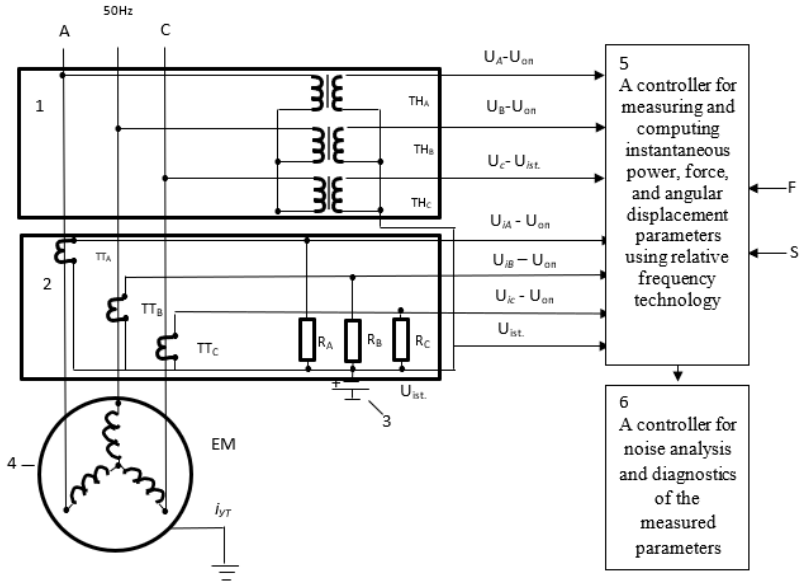 50Hz
A
C
1
TH_A
TH_B
TH_C
U_A-U_on
U_B-U_on
U_c- U_ist.
U_iA - U_on
U_iB – U_on
U_ic - U_on
U_ist.
2
TT_A
TT_B
TT_C
R_A
R_B
R_C
+
U_ist.
3
4
EM
i_YT
5
A controller for
measuring and
computing
instantaneous
power, force,
and angular
displacement
parameters
using relative
frequency
technology
F
S
6
A controller for
noise analysis
and diagnostics
of the
measured
parameters